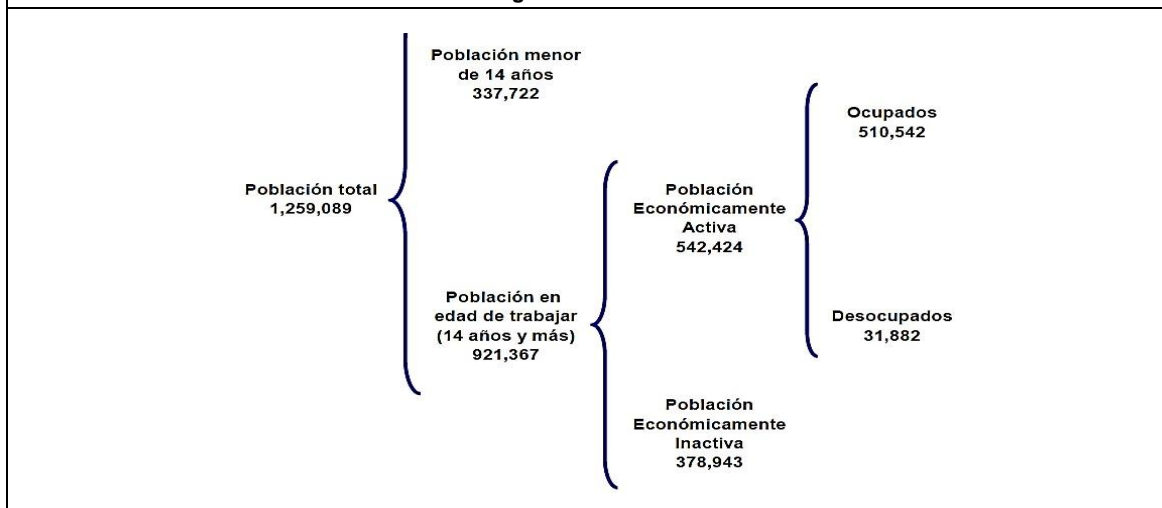 Población menor
de 14 años
337,722
Población total
1,259,089
Población en
edad de trabajar
(14 años y más)
921,367
Población
Económicamente
Activa
542,424
Población
Económicamente
Inactiva
378,943
Ocupados
510,542
Desocupados
31,882